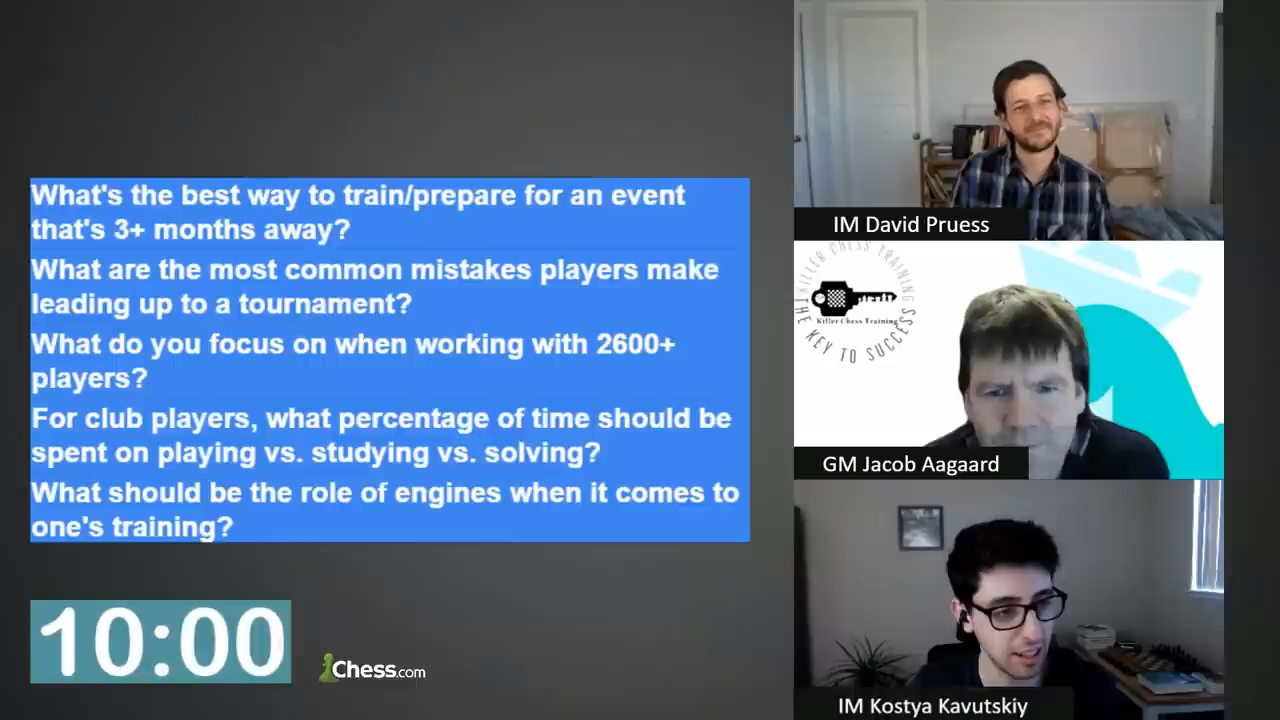 What's the best way to train/prepare for an event
that's 3+ months away?
What are the most common mistakes players make
leading up to a tournament?
What do you focus on when working with 2600+
players?
For club players, what percentage of time should be
spent on playing vs. studying vs. solving?
What should be the role of engines when it comes to
one's training?
10:00
Chess.com
IM David Pruess
KILLER CHESS TRAINING
Killer Chess Training
THE KEY TO SUCCESS
GM Jacob Aagaard
IM Kostya Kavutskiy